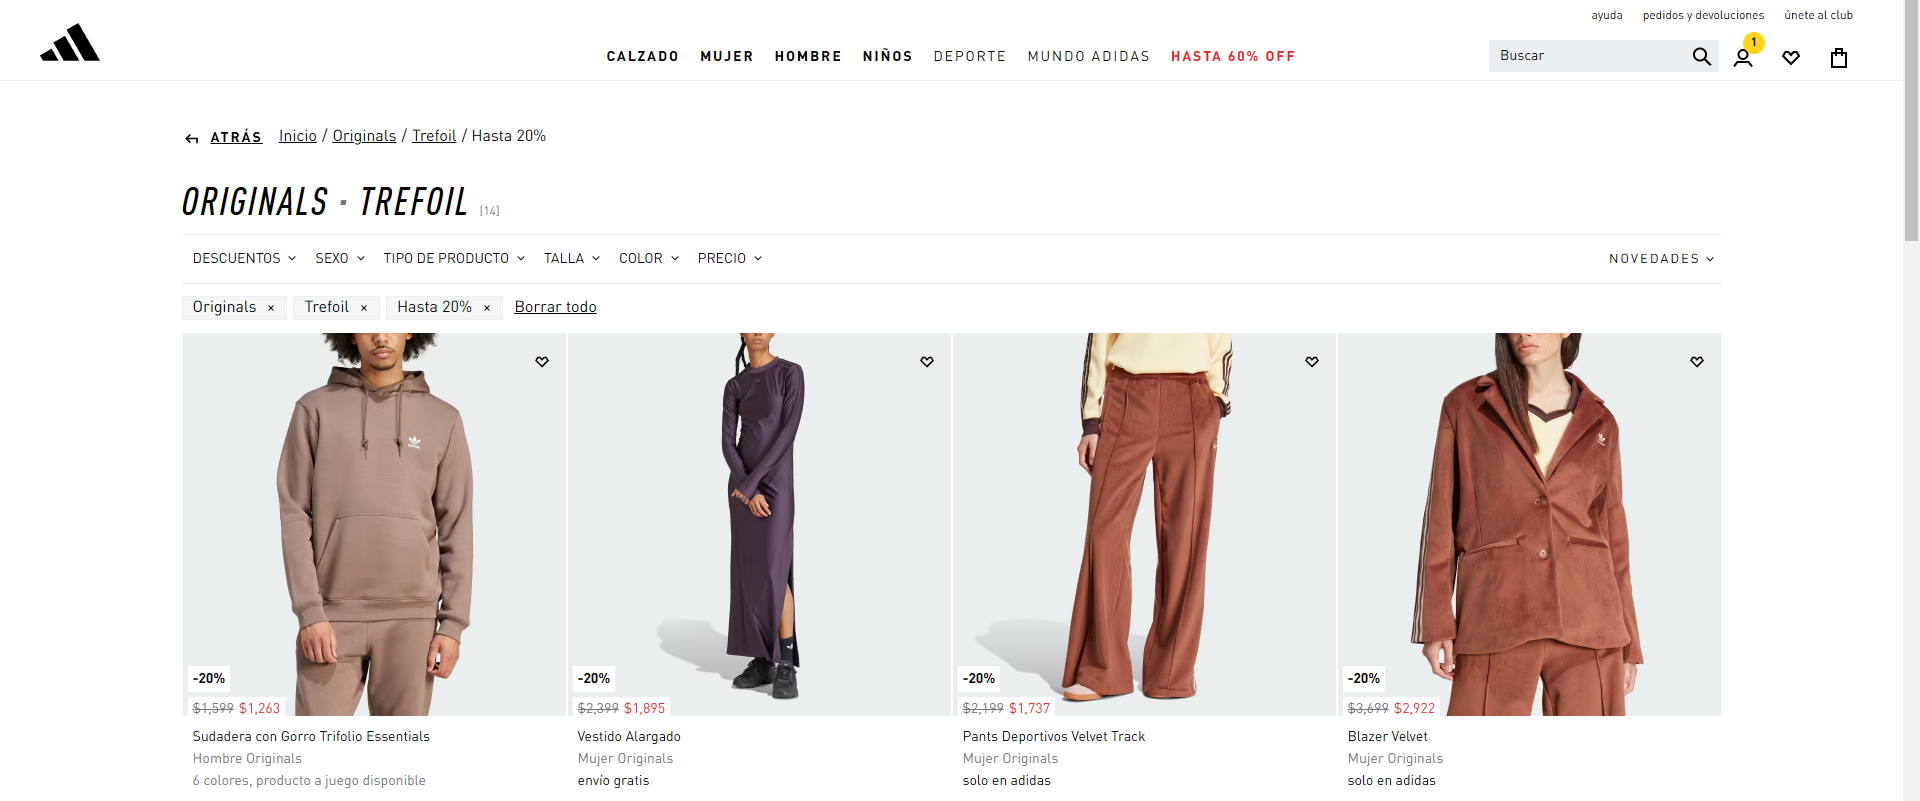 ayuda pedidos y devoluciones únete al club
CALZADO MUJER HOMBRE NIÑOS DEPORTE MUNDO ADIDAS HASTA 60% OFF
Buscar
1
ATRÁS Inicio / Originals / Trefoil / Hasta 20%
ORIGINALS · TREFOIL [14]
DESCUENTOS SEXO TIPO DE PRODUCTO TALLA COLOR PRECIO NOVEDADES
Originals × Trefoil × Hasta 20% × Borrar todo
-20% -20% -20% -20%
$1,599 $1,263 $2,399 $1,895 $2,199 $1,737 $3,699 $2,922
Sudadera con Gorro Trifolio Essentials Vestido Alargado Pants Deportivos Velvet Track Blazer Velvet
Hombre Originals Mujer Originals Mujer Originals Mujer Originals
6 colores, producto a juego disponible envío gratis solo en adidas solo en adidas